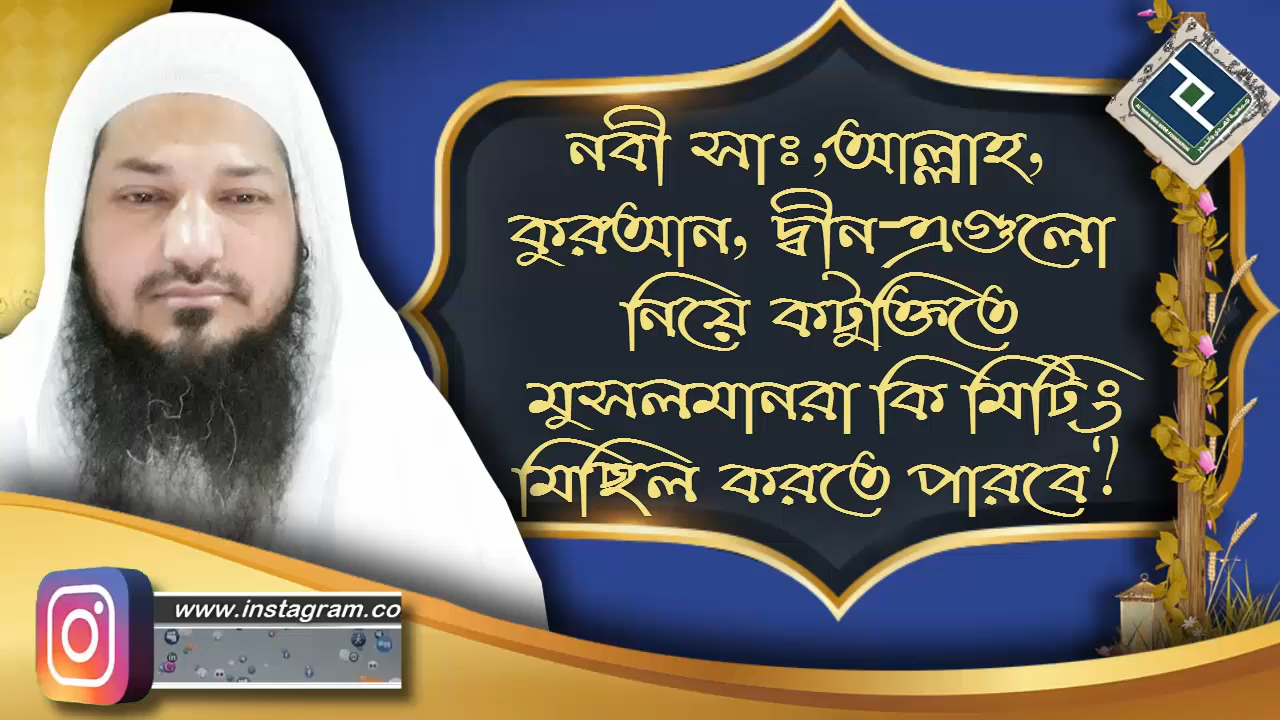 নবী সাঃ,আল্লাহ,
কুরআন, দ্বীন-এগুলো
নিয়ে কটুক্তিতে
মুসলমানরা কি মিটিং
মিছিল করতে পারবে?
www.instagram.co